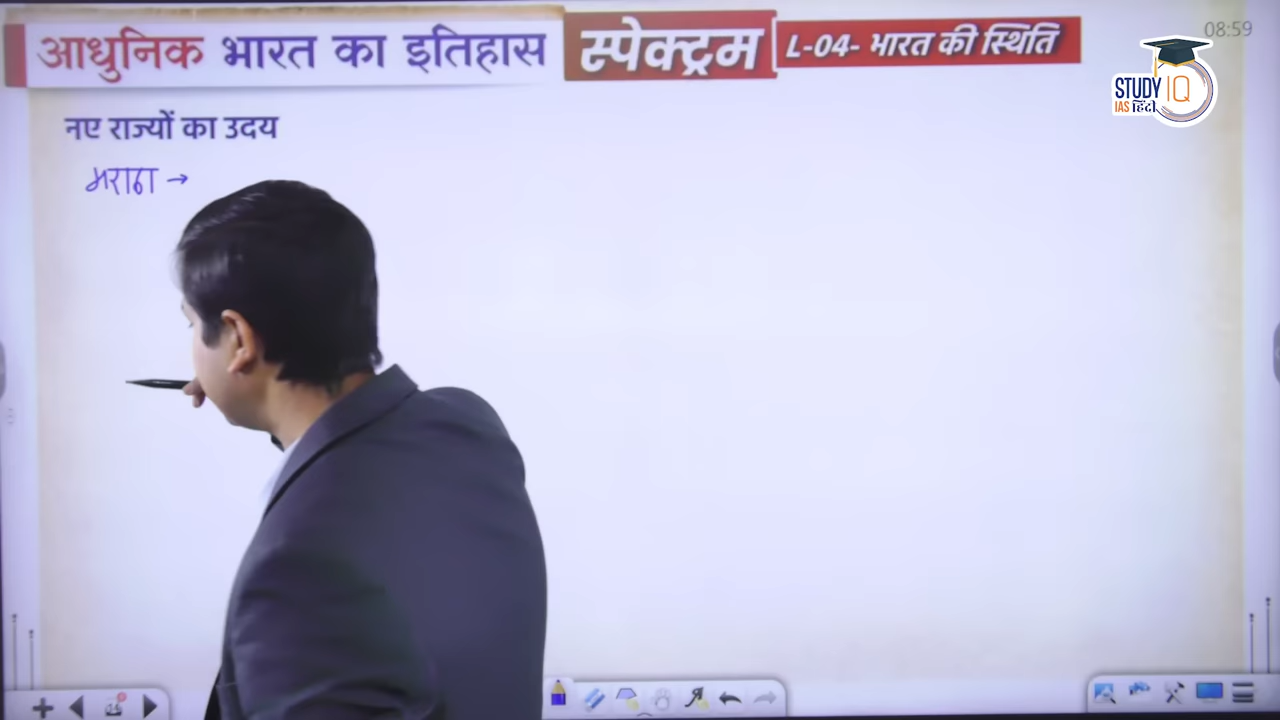 आधुनिक भारत का इतिहास स्पेक्ट्रम L-04- भारत की स्थिति
08:59
STUDY IQ
IAS हिंदी
नए राज्यों का उदय
मराठा →